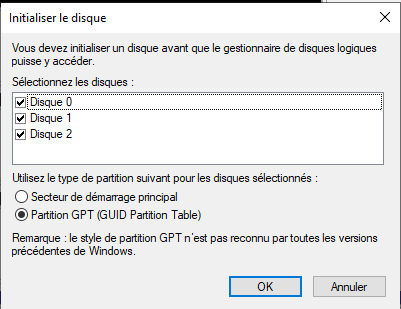 Initialiser le disque
Vous devez initialiser un disque avant que le gestionnaire de disques logiques
puisse y accéder.
Sélectionnez les disques :
Disque 0
Disque 1
Disque 2
Utilisez le type de partition suivant pour les disques sélectionnés :
Secteur de démarrage principal
Partition GPT (GUID Partition Table)
Remarque : le style de partition GPT n'est pas reconnu par toutes les versions
précédentes de Windows.
OK
Annuler